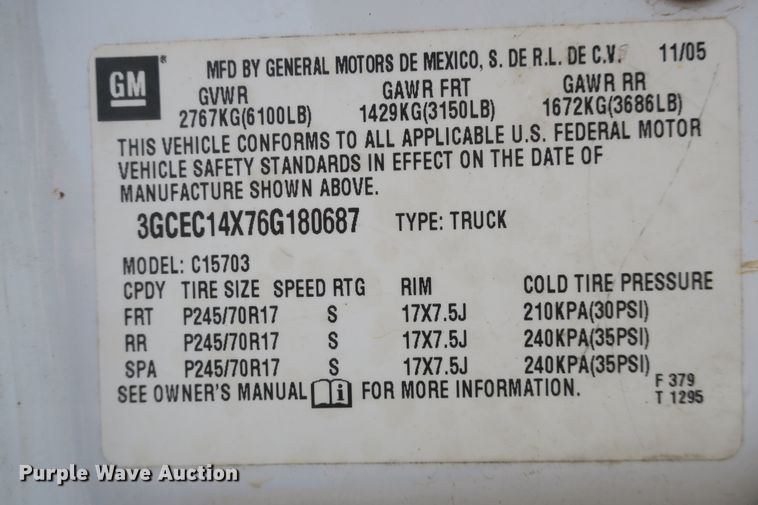 GM ® MFD BY GENERAL MOTORS DE MEXICO, S. DE R.L. DE C.V. 11/05
GVWR GAWR FRT GAWR RR
2767KG(6100LB) 1429KG(3150LB) 1672KG(3686LB)
THIS VEHICLE CONFORMS TO ALL APPLICABLE U.S. FEDERAL MOTOR
VEHICLE SAFETY STANDARDS IN EFFECT ON THE DATE OF
MANUFACTURE SHOWN ABOVE.
3GCEC14X76G180687 TYPE: TRUCK
MODEL: C15703
CPDY TIRE SIZE SPEED RTG RIM COLD TIRE PRESSURE
FRT P245/70R17 S 17X7.5J 210KPA(30PSI)
RR P245/70R17 S 17X7.5J 240KPA(35PSI)
SPA P245/70R17 S 17X7.5J 240KPA(35PSI)
SEE OWNER'S MANUAL i FOR MORE INFORMATION. F 379
T 1295
Purple Wave Auction